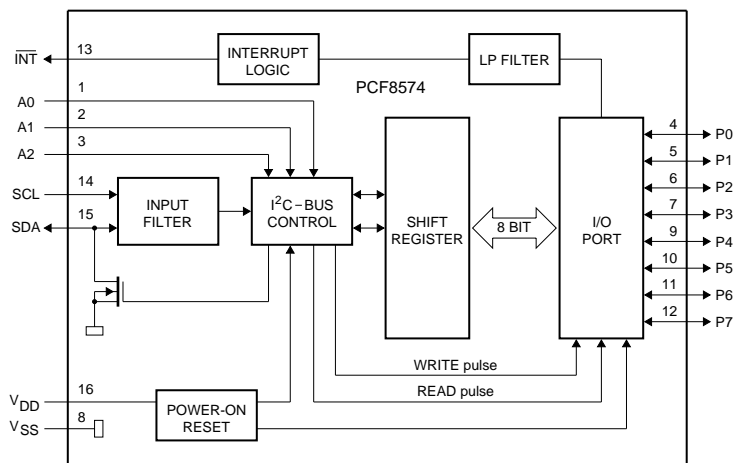 INT
13
INTERRUPT
LOGIC
LP FILTER
PCF8574
A0
1
A1
2
A2
3
SCL
14
SDA
15
INPUT
FILTER
I²C–BUS
CONTROL
SHIFT
REGISTER
8 BIT
I/O
PORT
4
P0
5
P1
6
P2
7
P3
9
P4
10
P5
11
P6
12
P7
WRITE pulse
READ pulse
VDD
16
VSS
8
POWER-ON
RESET